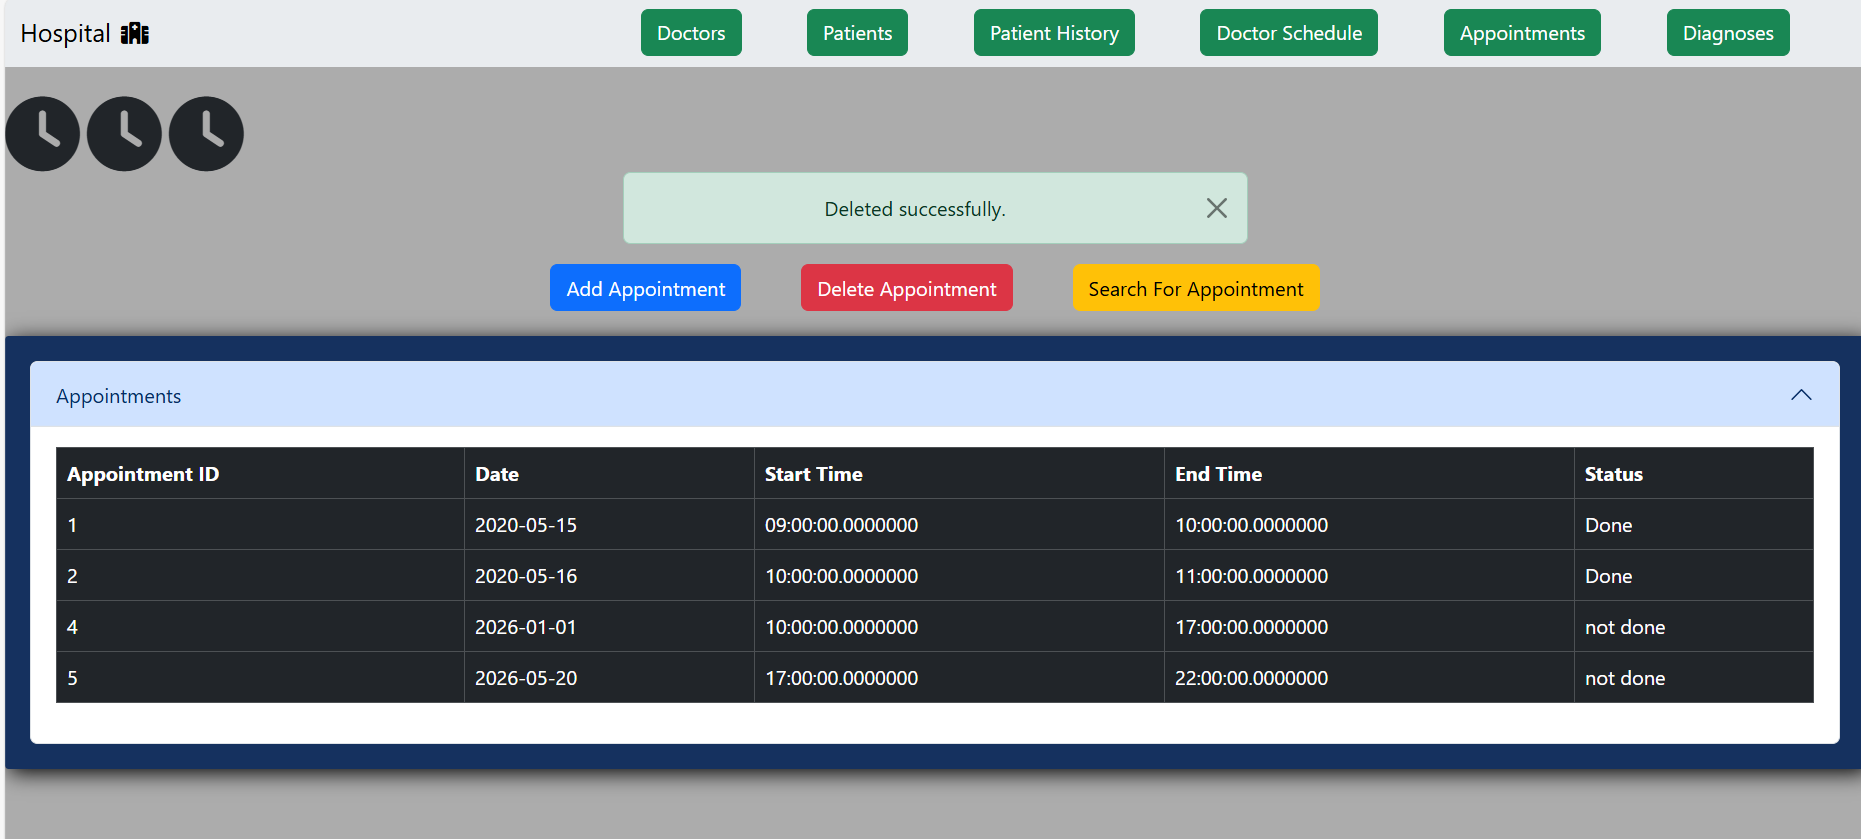 Hospital Doctors Patients Patient History Doctor Schedule Appointments Diagnoses
Deleted successfully.
Add Appointment Delete Appointment Search For Appointment
Appointments
Appointment ID Date Start Time End Time Status
1 2020-05-15 09:00:00.0000000 10:00:00.0000000 Done
2 2020-05-16 10:00:00.0000000 11:00:00.0000000 Done
4 2026-01-01 10:00:00.0000000 17:00:00.0000000 not done
5 2026-05-20 17:00:00.0000000 22:00:00.0000000 not done